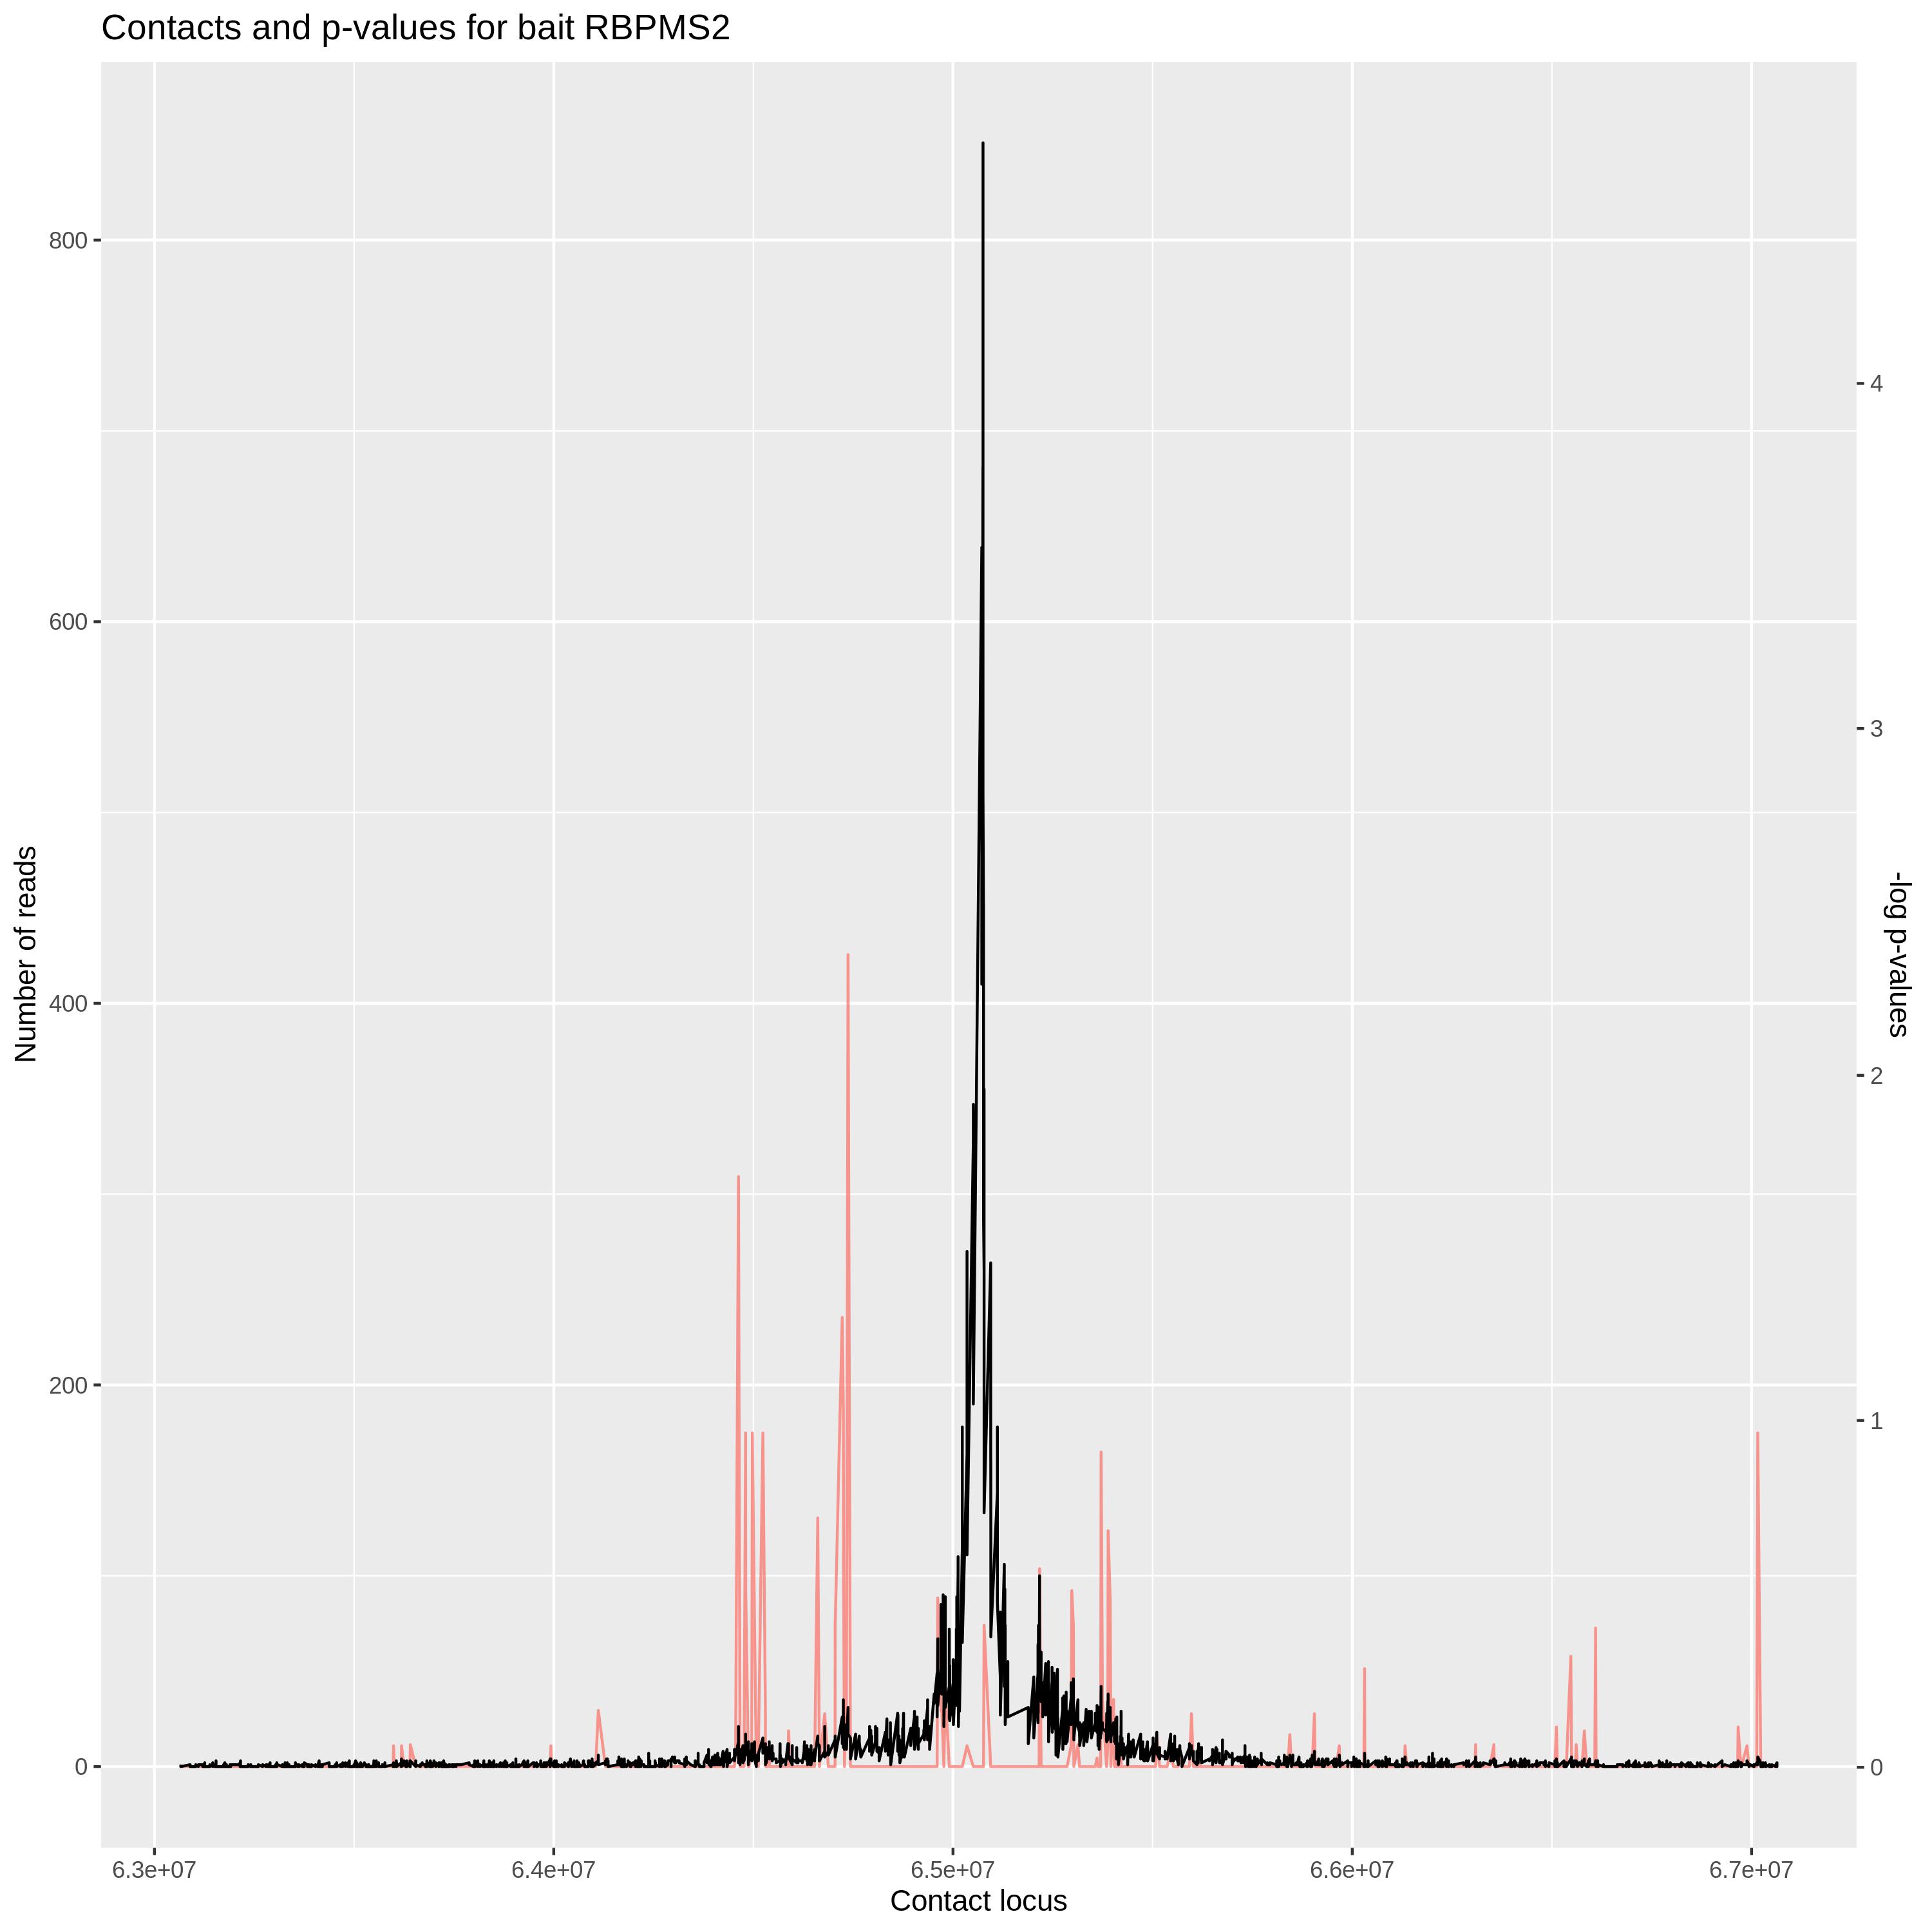 Contacts and p-values for bait RBPMS2
Number of reads
800
600
400
200
0
4
3
2
1
0
-log p-values
6.3e+07 6.4e+07 6.5e+07 6.6e+07 6.7e+07
Contact locus